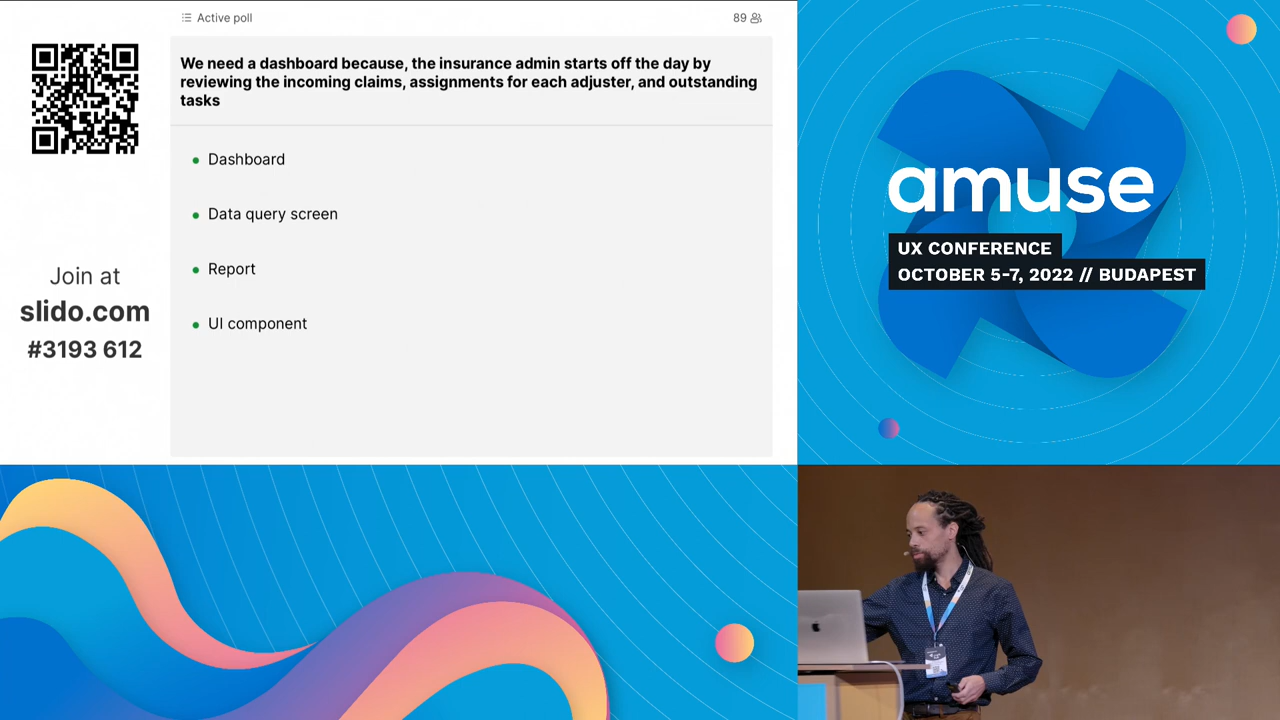 Active poll
89
We need a dashboard because, the insurance admin starts off the day by
reviewing the incoming claims, assignments for each adjuster, and outstanding
tasks
Dashboard
Data query screen
Report
UI component
Join at
slido.com
#3193 612
amuse
UX CONFERENCE
OCTOBER 5-7, 2022 // BUDAPEST